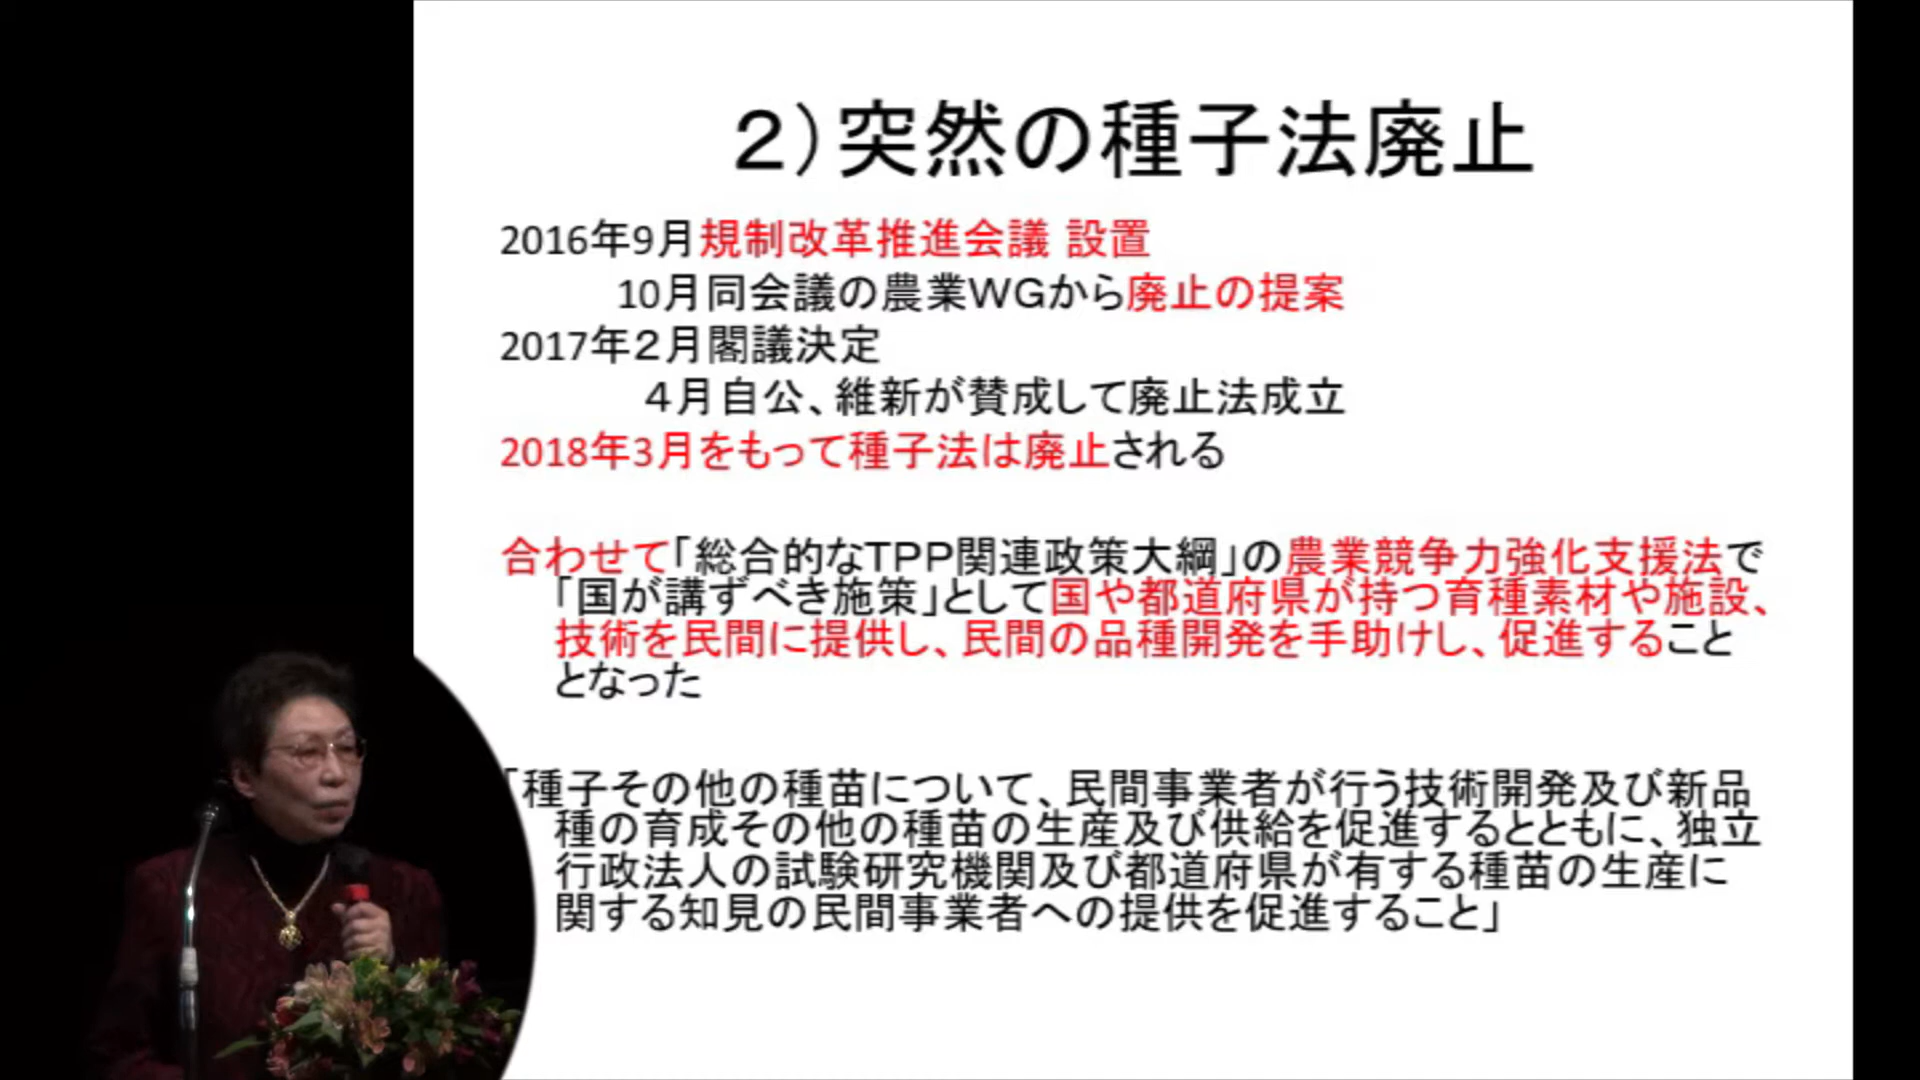 ２）突然の種子法廃止
2016年9月規制改革推進会議 設置
10月同会議の農業ＷＧから廃止の提案
2017年２月閣議決定
４月自公、維新が賛成して廃止法成立
2018年3月をもって種子法は廃止される
合わせて「総合的なＴＰＰ関連政策大綱」の農業競争力強化支援法で
「国が講ずべき施策」として国や都道府県が持つ育種素材や施設、
技術を民間に提供し、民間の品種開発を手助けし、促進すること
となった
「種子その他の種苗について、民間事業者が行う技術開発及び新品
種の育成その他の種苗の生産及び供給を促進するとともに、独立
行政法人の試験研究機関及び都道府県が有する種苗の生産に
関する知見の民間事業者への提供を促進すること」